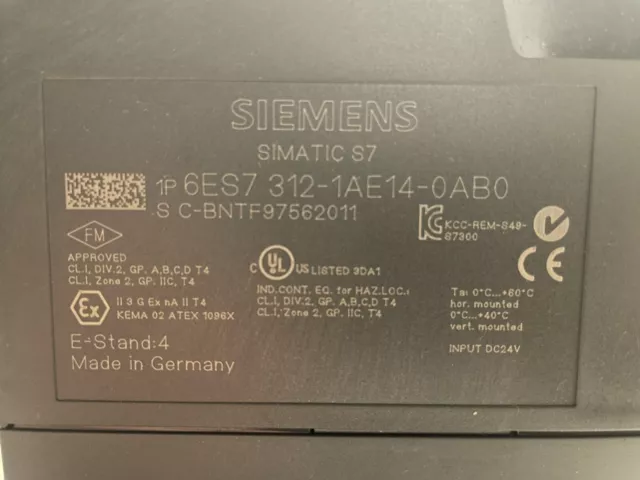 SIEMENS
SIMATIC S7
1P 6ES7 312-1AE14-0AB0
S C-BNTF97562011
KCC-REM-S49-
S7300
FM
APPROVED
CL.I, DIV.2, GP. A,B,C,D T4
CL.I, Zone 2, GP. IIC, T4
C UL US LISTED 9DA1
IND.CONT. EQ. for HAZ.LOC.:
CL.I, DIV.2, GP. A,B,C,D T4
CL.I, Zone 2, GP. IIC T4
Ta: 0°C...+60°C
hor. mounted
0°C...+40°C
vert. mounted
Ex II 3 G Ex nA II T4
KEMA 02 ATEX 1096X
CE
E-Stand:4
Made in Germany
INPUT DC24V